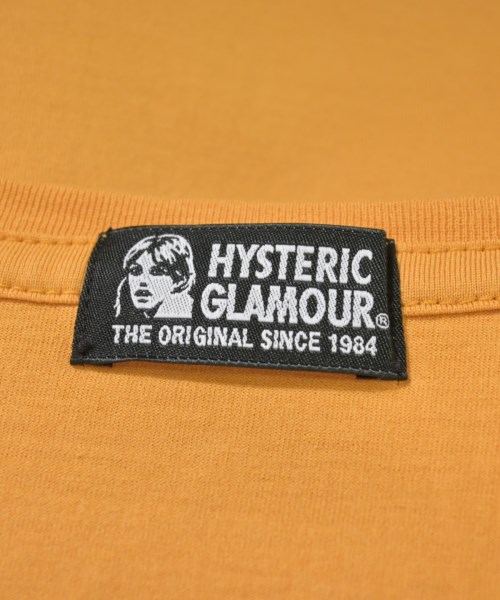 HYSTERIC
GLAMOUR®
THE ORIGINAL SINCE 1984